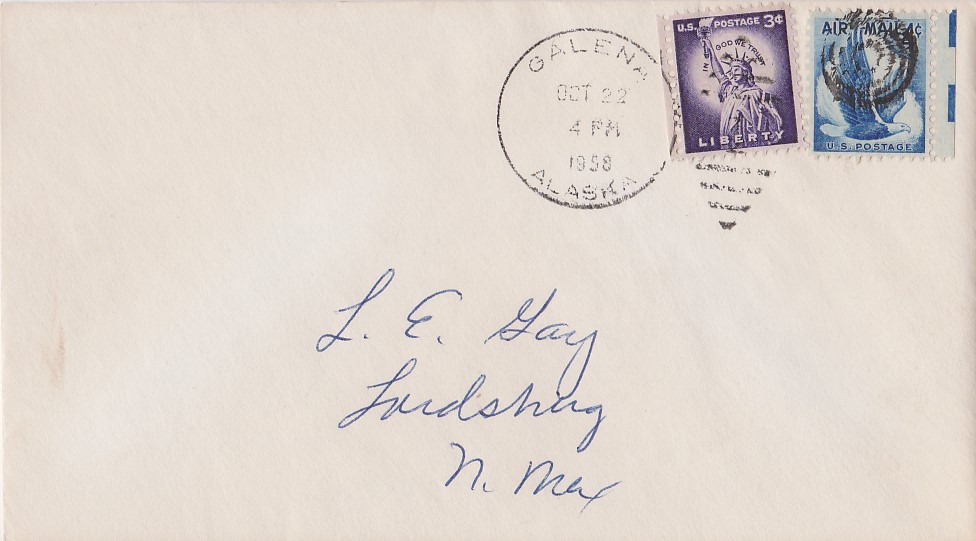 GALENA
OCT 22
4 PM
1958
ALASKA
U.S. POSTAGE 3¢
IN GOD WE TRUST
LIBERTY
AIR MAIL 4¢
U.S. POSTAGE
L. E. Gay
Lordsburg
N. Mex